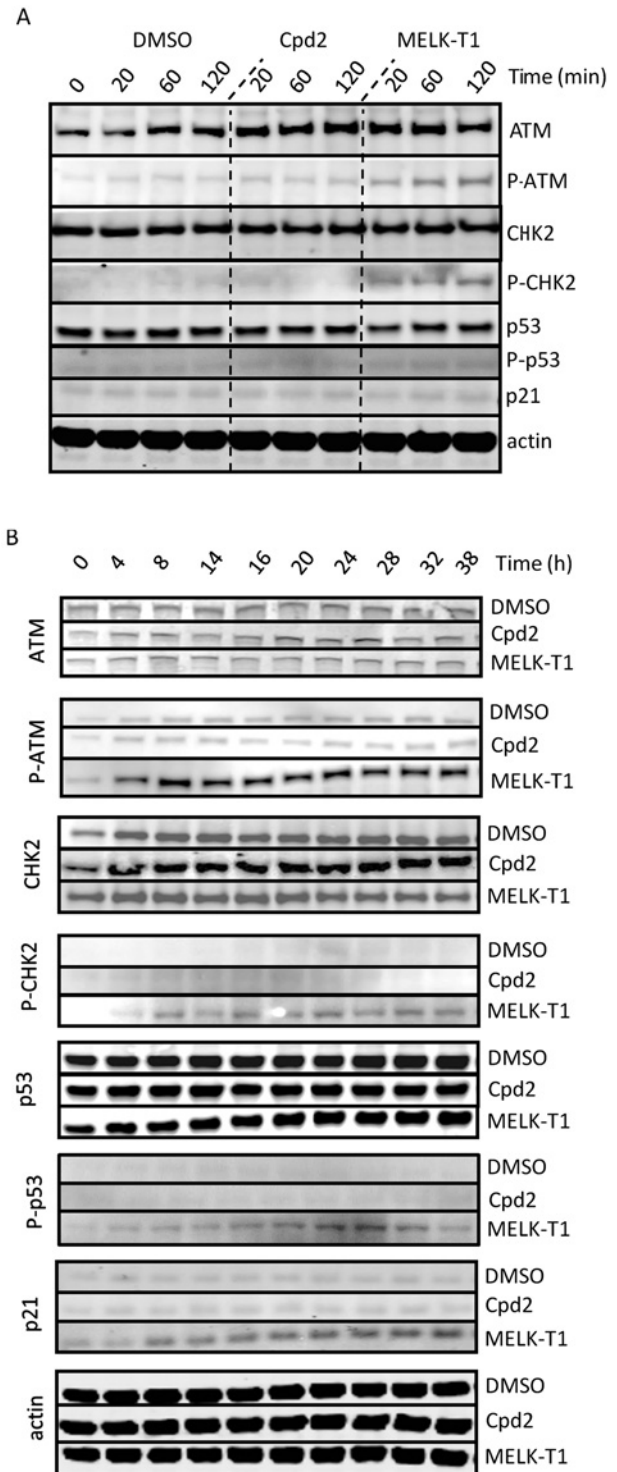 A
DMSO Cpd2 MELK-T1
0 20 60 120 20 60 120 20 60 120 Time (min)
ATM
P-ATM
CHK2
P-CHK2
p53
P-p53
p21
actin
B
0 4 8 14 16 20 24 28 32 38 Time (h)
ATM
DMSO
Cpd2
MELK-T1
P-ATM
DMSO
Cpd2
MELK-T1
CHK2
DMSO
Cpd2
MELK-T1
P-CHK2
DMSO
Cpd2
MELK-T1
p53
DMSO
Cpd2
MELK-T1
P-p53
DMSO
Cpd2
MELK-T1
p21
DMSO
Cpd2
MELK-T1
actin
DMSO
Cpd2
MELK-T1